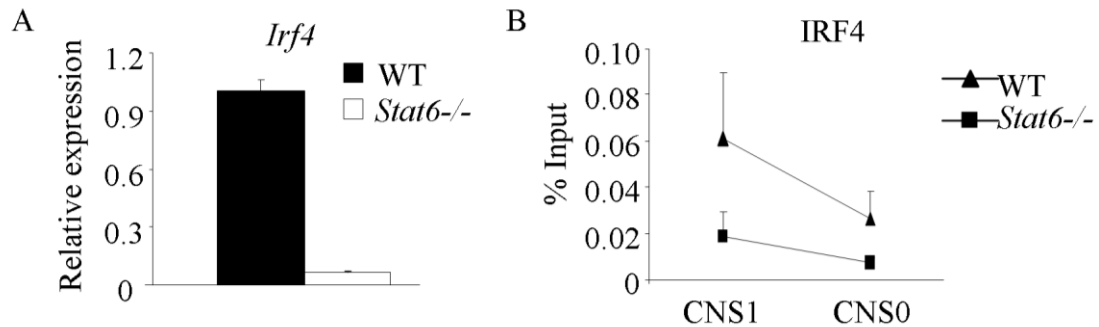 A
Irf4
Relative expression
1.2
0.9
0.6
0.3
0
WT
Stat6-/-
B
IRF4
% Input
0.10
0.08
0.06
0.04
0.02
0
CNS1
CNS0
WT
Stat6-/-